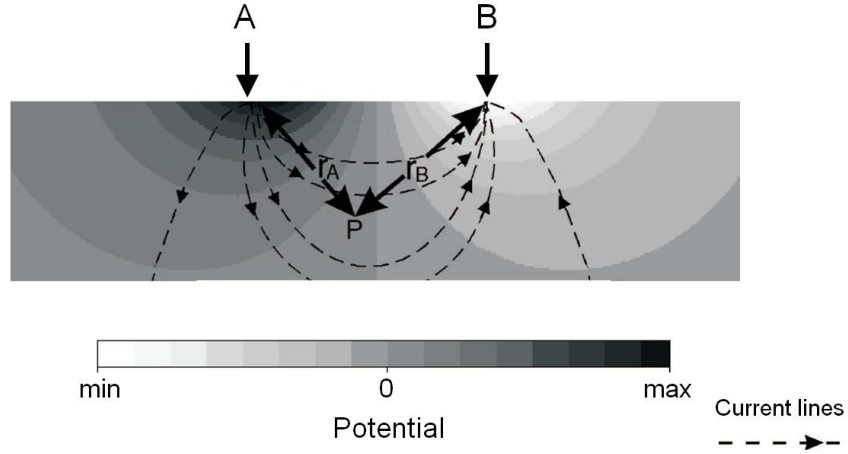 A B
rA rB
P
min 0 max
Potential
Current lines